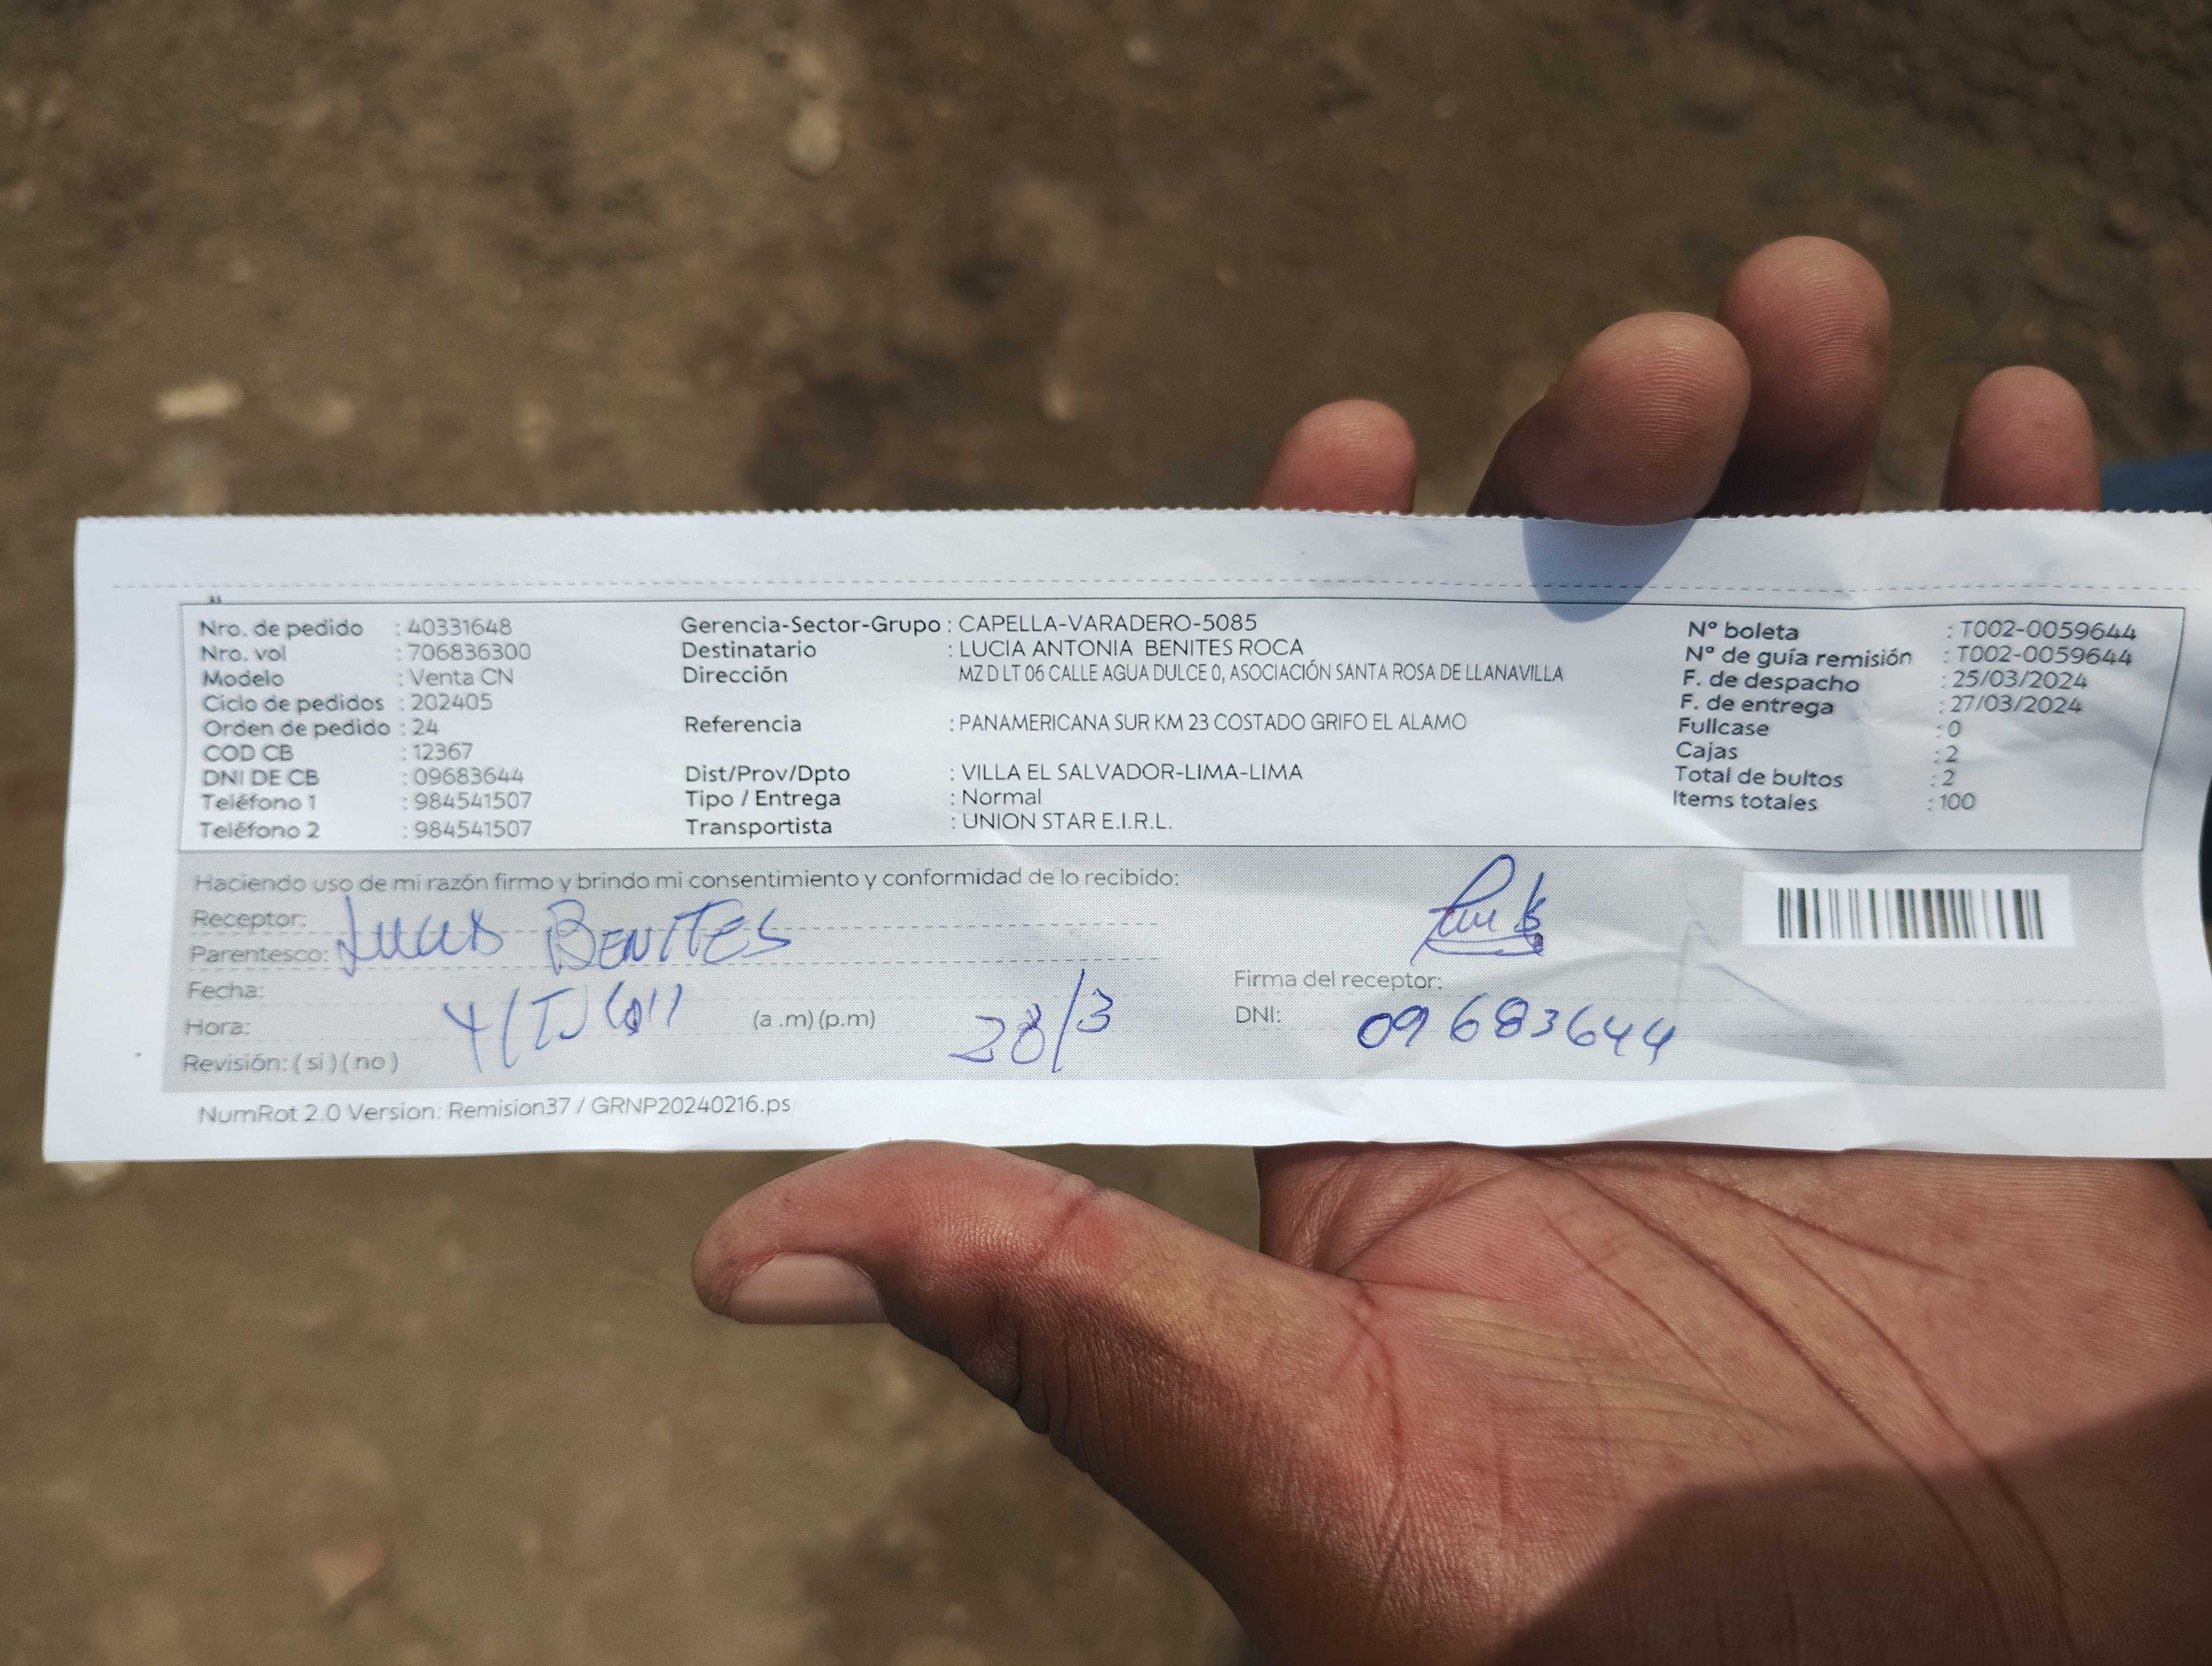 Nro. de pedido : 40331648
Nro. vol : 706836300
Modelo : Venta CN
Ciclo de pedidos : 202405
Orden de pedido : 24
COD CB : 12367
DNI DE CB : 09683644
Teléfono 1 : 984541507
Teléfono 2 : 984541507
Gerencia-Sector-Grupo : CAPELLA-VARADERO-5085
Destinatario : LUCIA ANTONIA BENITES ROCA
Dirección MZ D LT 06 CALLE AGUA DULCE 0, ASOCIACIÓN SANTA ROSA DE LLANAVILLA
Referencia : PANAMERICANA SUR KM 23 COSTADO GRIFO EL ALAMO
Dist/Prov/Dpto : VILLA EL SALVADOR-LIMA-LIMA
Tipo / Entrega : Normal
Transportista : UNION STAR E.I.R.L.
N° boleta : T002-0059644
N° de guía remisión : T002-0059644
F. de despacho : 25/03/2024
F. de entrega : 27/03/2024
Fullcase : 0
Cajas : 2
Total de bultos : 2
Items totales : 100
Haciendo uso de mi razón firmo y brindo mi consentimiento y conformidad de lo recibido:
Receptor:
Parentesco: BENITES
Fecha:
Hora: (a .m) (p.m) 28/3
Revisión: ( si ) ( no )
Firma del receptor:
DNI: 09683644
NumRot 2.0 Version: Remision37 / GRNP20240216.ps